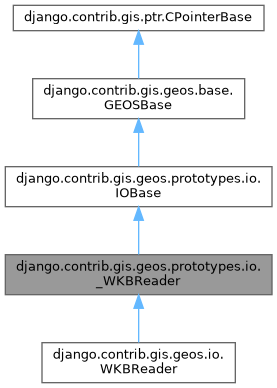 django.contrib.gis.ptr.CPointerBase
django.contrib.gis.geos.base.
GEOSBase
django.contrib.gis.geos.prototypes.io.
IOBase
django.contrib.gis.geos.prototypes.io.
_WKBReader
django.contrib.gis.geos.io.
WKBReader